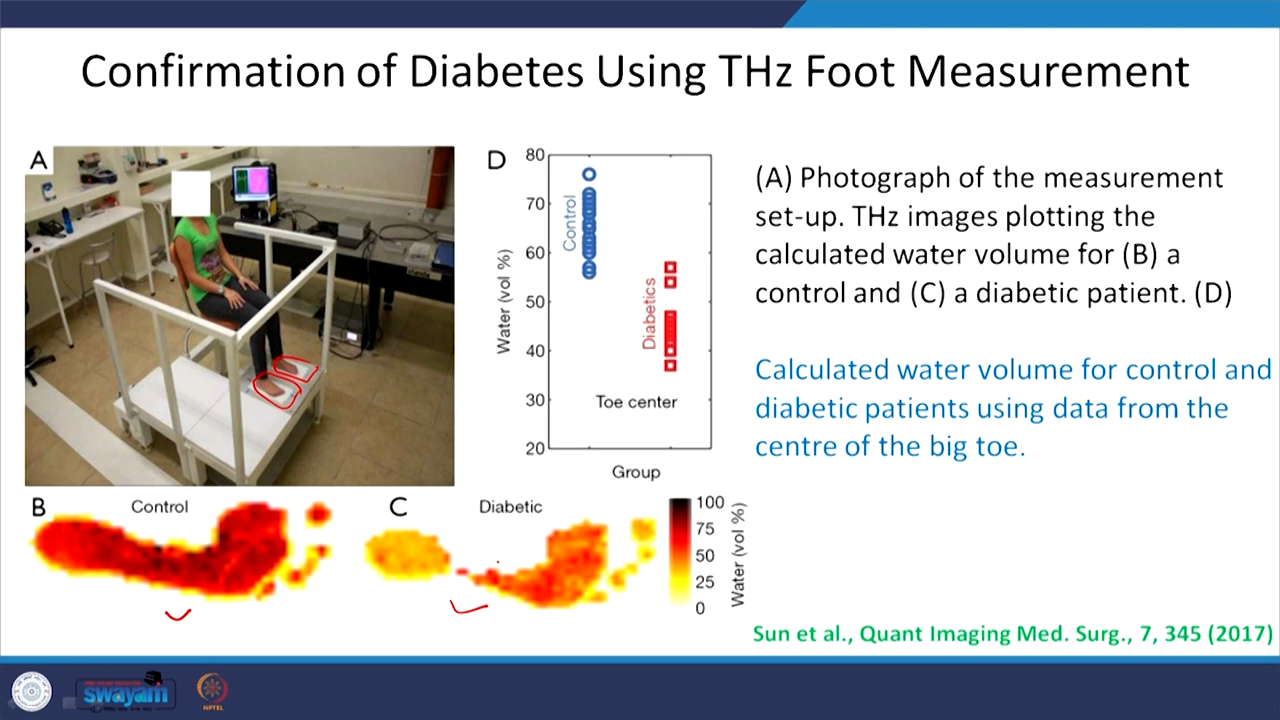 Confirmation of Diabetes Using THz Foot Measurement
A
D
80
70
60
50
40
30
20
Water (vol %)
Control
Diabetics
Toe center
Group
(A) Photograph of the measurement
set-up. THz images plotting the
calculated water volume for (B) a
control and (C) a diabetic patient. (D)
Calculated water volume for control and
diabetic patients using data from the
centre of the big toe.
B
Control
C
Diabetic
100
75
50
25
0
Water (vol %)
Sun et al., Quant Imaging Med. Surg., 7, 345 (2017)
swayam
NPTEL